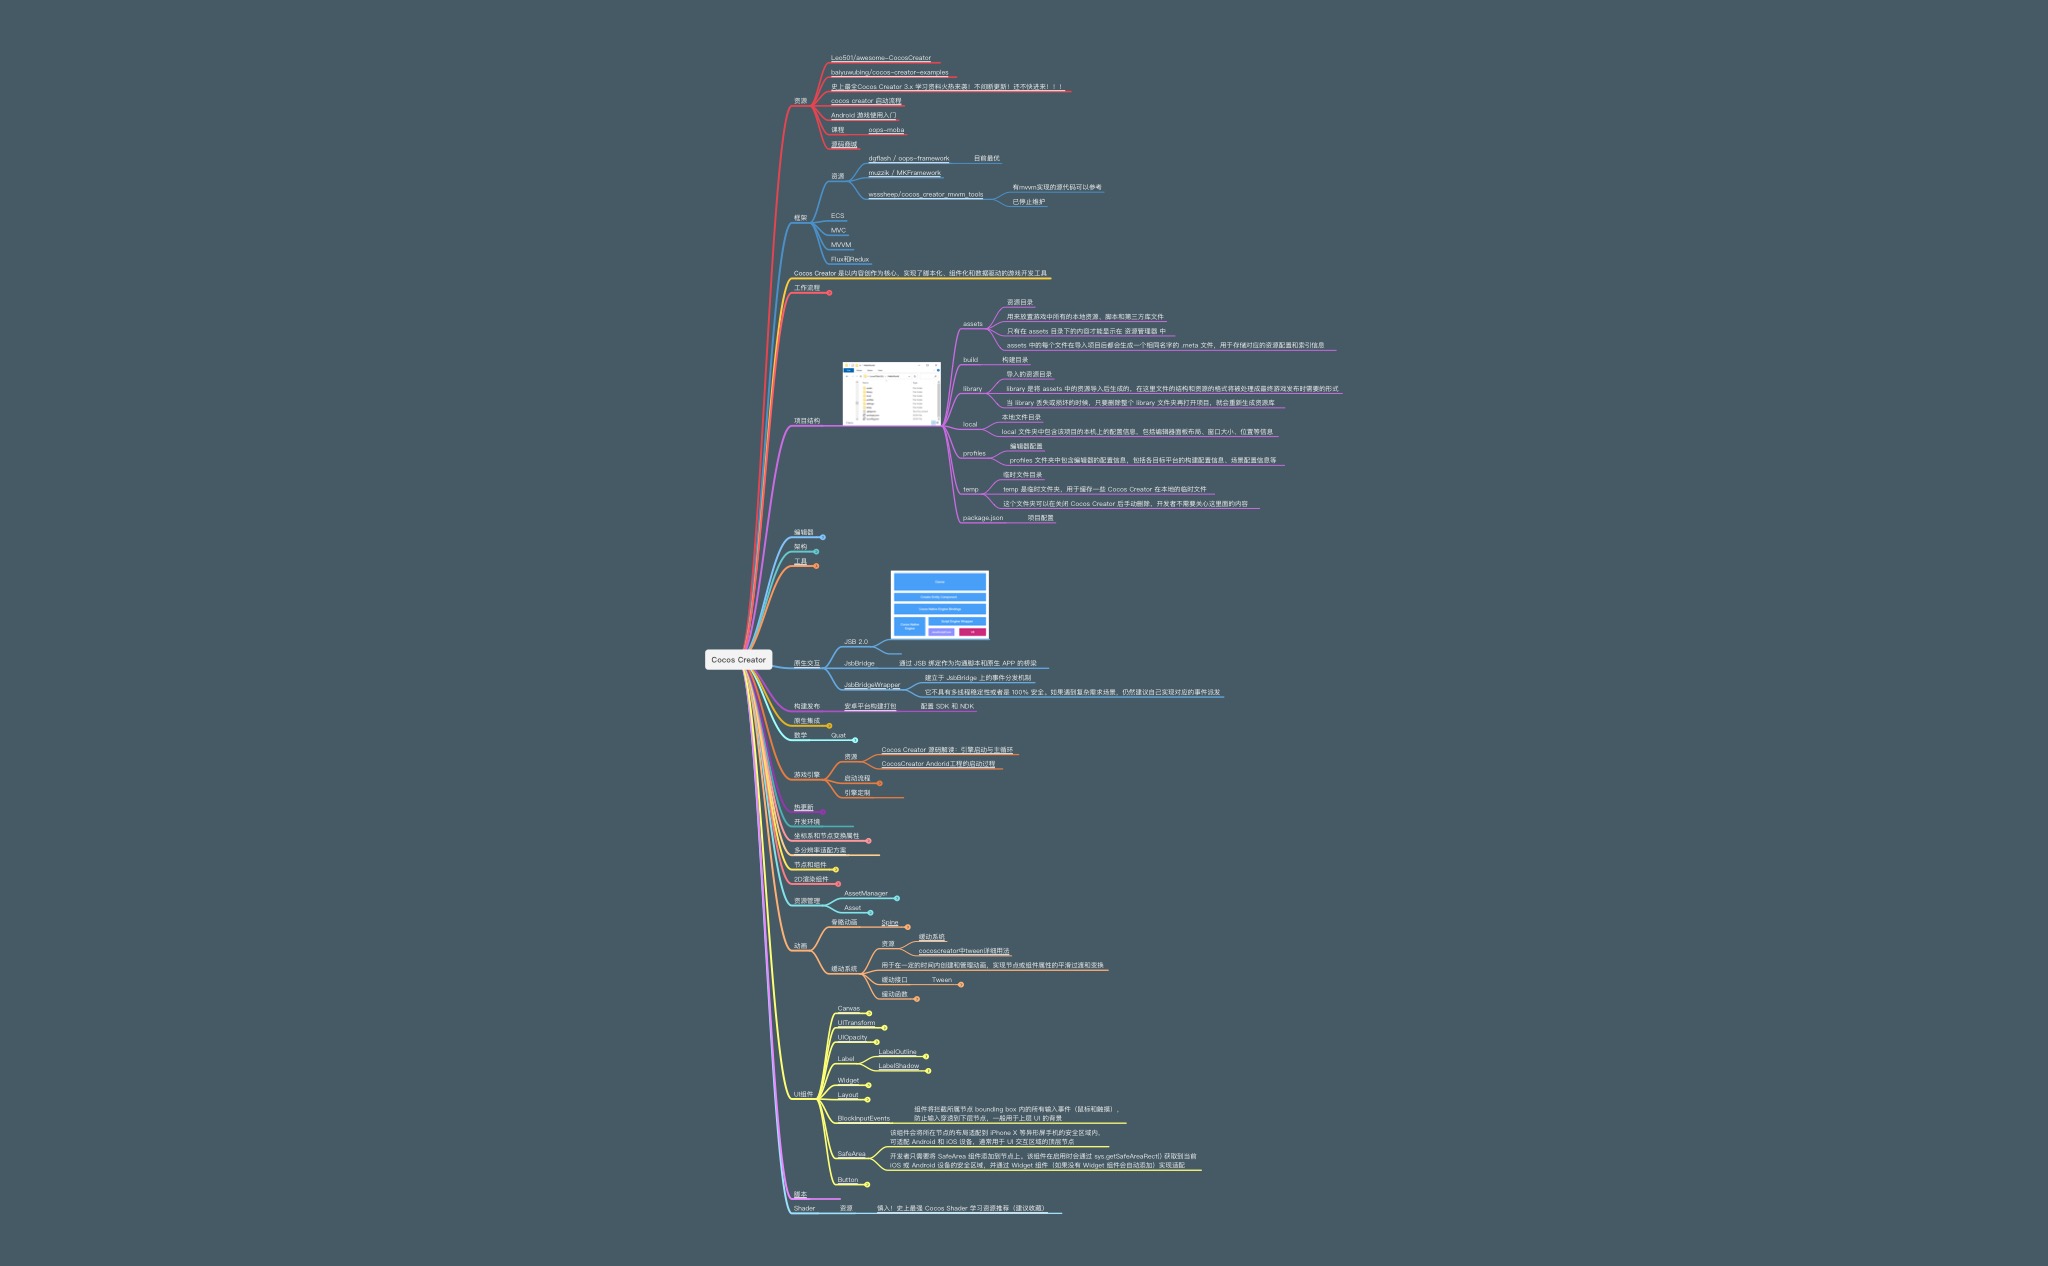 Leo501/awesome-CocosCreator
baiyuwubing/cocos-creator-examples
史上最全Cocos Creator 3.x 学习资料火热来袭！不间断更新！还不快进来！！！
资源
cocos creator 启动流程
Android 游戏使用入门
课程
oops-moba
源码商城
dgflash / oops-framework
目前最优
资源
muzzik / MKFramework
wsssheep/cocos_creator_mvvm_tools
有mvvm实现的源代码可以参考
已停止维护
框架
ECS
MVC
MVVM
Flux和Redux
Cocos Creator 是以内容创作为核心，实现了脚本化、组件化和数据驱动的游戏开发工具
工作流程
项目结构
assets
资源目录
用来放置游戏中所有的本地资源、脚本和第三方库文件
只有在 assets 目录下的内容才能显示在 资源管理器 中
assets 中的每个文件在导入项目后都会生成一个相同名字的 .meta 文件，用于存储对应的资源配置和索引信息
build
构建目录
library
导入的资源目录
library 是将 assets 中的资源导入后生成的，在这里文件的结构和资源的格式将被处理成最终游戏发布时需要的形式
当 library 丢失或损坏的时候，只要删除整个 library 文件夹再打开项目，就会重新生成资源库
local
本地文件目录
local 文件夹中包含该项目的本机上的配置信息，包括编辑器面板布局、窗口大小、位置等信息
profiles
编辑器配置
profiles 文件夹中包含编辑器的配置信息，包括各目标平台的构建配置信息、场景配置信息等
temp
临时文件目录
temp 是临时文件夹，用于缓存一些 Cocos Creator 在本地的临时文件
这个文件夹可以在关闭 Cocos Creator 后手动删除，开发者不需要关心这里面的内容
package.json
项目配置
编辑器
架构
工具
Cocos Creator
原生交互
JSB 2.0
JsbBridge
通过 JSB 绑定作为沟通脚本和原生 APP 的桥梁
JsbBridgeWrapper
建立于 JsbBridge 上的事件分发机制
它不具有多线程稳定性或者是 100% 安全。如果遇到复杂需求场景，仍然建议自己实现对应的事件派发
构建发布
安卓平台构建打包
配置 SDK 和 NDK
原生集成
数学
Quat
游戏引擎
资源
Cocos Creator 源码解读：引擎启动与主循环
CocosCreator Andorid工程的启动过程
启动流程
引擎定制
热更新
开发环境
坐标系和节点变换属性
多分辨率适配方案
节点和组件
2D渲染组件
资源管理
AssetManager
Asset
动画
骨骼动画
Spine
缓动系统
资源
缓动系统
cocoscreator中tween详细用法
用于在一定的时间内创建和管理动画，实现节点或组件属性的平滑过渡和变换
缓动接口
Tween
缓动函数
UI组件
Canvas
UITransform
UIOpacity
Label
LabelOutline
LabelShadow
Widget
Layout
BlockInputEvents
组件将拦截所属节点 bounding box 内的所有输入事件（鼠标和触摸），
防止输入穿透到下层节点，一般用于上层 UI 的背景
SafeArea
该组件会将所在节点的布局适配到 iPhone X 等异形屏手机的安全区域内，
可适配 Android 和 iOS 设备，通常用于 UI 交互区域的顶层节点
开发者只需要将 SafeArea 组件添加到节点上，该组件在启用时会通过 sys.getSafeAreaRect() 获取到当前
iOS 或 Android 设备的安全区域，并通过 Widget 组件（如果没有 Widget 组件会自动添加）实现适配
Button
脚本
Shader
资源
慎入！史上最强 Cocos Shader 学习资源推荐（建议收藏）